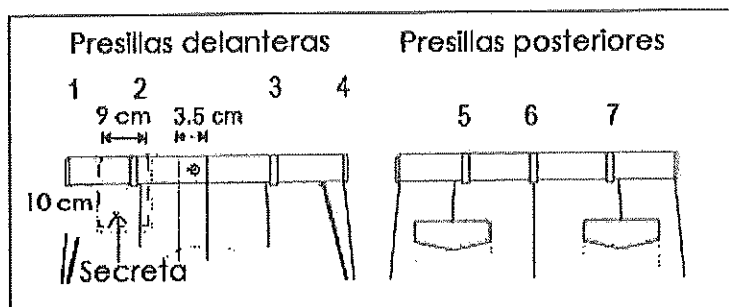 Presillas delanteras
Presillas posteriores
1 2 3 4
9 cm 3.5 cm
5 6 7
10 cm
Secreta